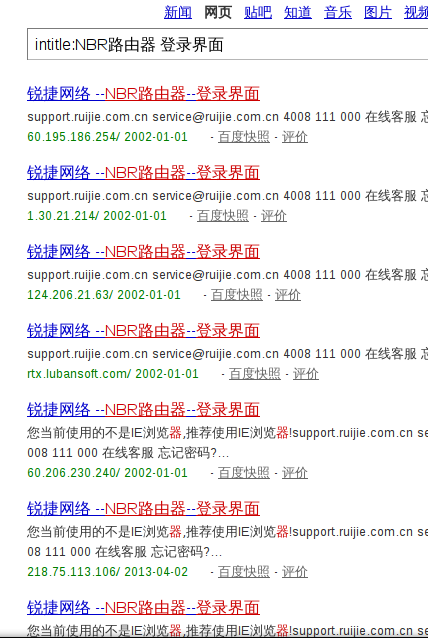 新闻 网页 贴吧 知道 音乐 图片 视频
intitle:NBR路由器 登录界面
锐捷网络 --NBR路由器--登录界面
support.ruijie.com.cn service@ruijie.com.cn 4008 111 000 在线客服
60.195.186.254/ 2002-01-01 - 百度快照 - 评价
锐捷网络 --NBR路由器--登录界面
support.ruijie.com.cn service@ruijie.com.cn 4008 111 000 在线客服
1.30.21.214/ 2002-01-01 - 百度快照 - 评价
锐捷网络 --NBR路由器--登录界面
support.ruijie.com.cn service@ruijie.com.cn 4008 111 000 在线客服
124.206.21.63/ 2002-01-01 - 百度快照 - 评价
锐捷网络 --NBR路由器--登录界面
support.ruijie.com.cn service@ruijie.com.cn 4008 111 000 在线客服
rtx.lubansoft.com/ 2002-01-01 - 百度快照 - 评价
锐捷网络 --NBR路由器--登录界面
您当前使用的不是IE浏览器,推荐使用IE浏览器!support.ruijie.com.cn se
008 111 000 在线客服 忘记密码?...
60.206.230.240/ 2002-01-01 - 百度快照 - 评价
锐捷网络 --NBR路由器--登录界面
您当前使用的不是IE浏览器,推荐使用IE浏览器!support.ruijie.com.cn se
08 111 000 在线客服 忘记密码?...
218.75.113.106/ 2013-04-02 - 百度快照 - 评价
锐捷网络 --NBR路由器--登录界面
您当前使用的不是IE浏览器,推荐使用IE浏览器!support.ruijie.com.cn se